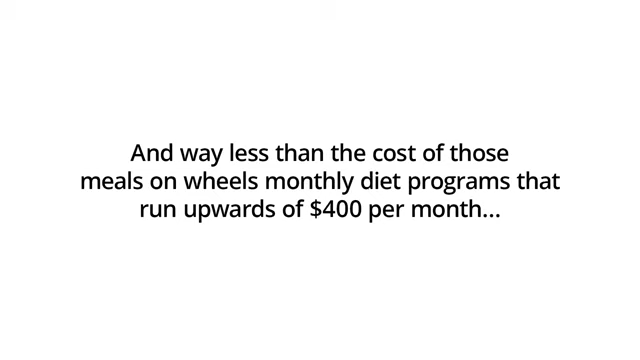 And way less than the cost of those
meals on wheels monthly diet programs that
run upwards of $400 per month...